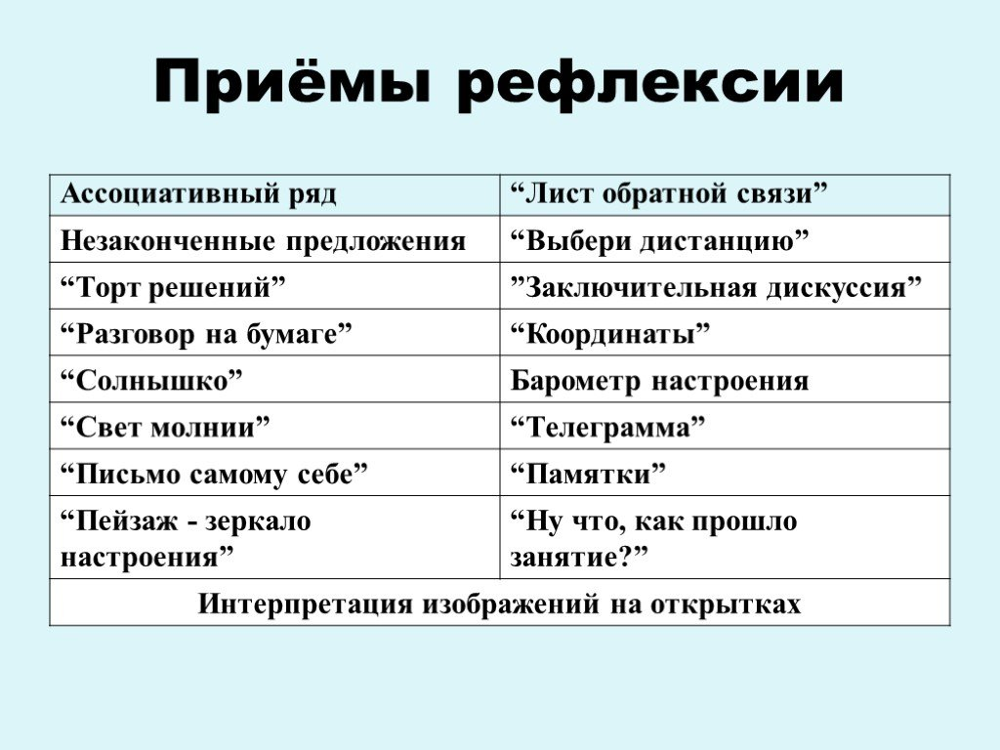 Приёмы рефлексии
Ассоциативный ряд
“Лист обратной связи”
Незаконченные предложения
“Выбери дистанцию”
“Торт решений”
”Заключительная дискуссия”
“Разговор на бумаге”
“Координаты”
“Солнышко”
Барометр настроения
“Свет молнии”
“Телеграмма”
“Письмо самому себе”
“Памятки”
“Пейзаж - зеркало
настроения”
“Ну что, как прошло
занятие?”
Интерпретация изображений на открытках